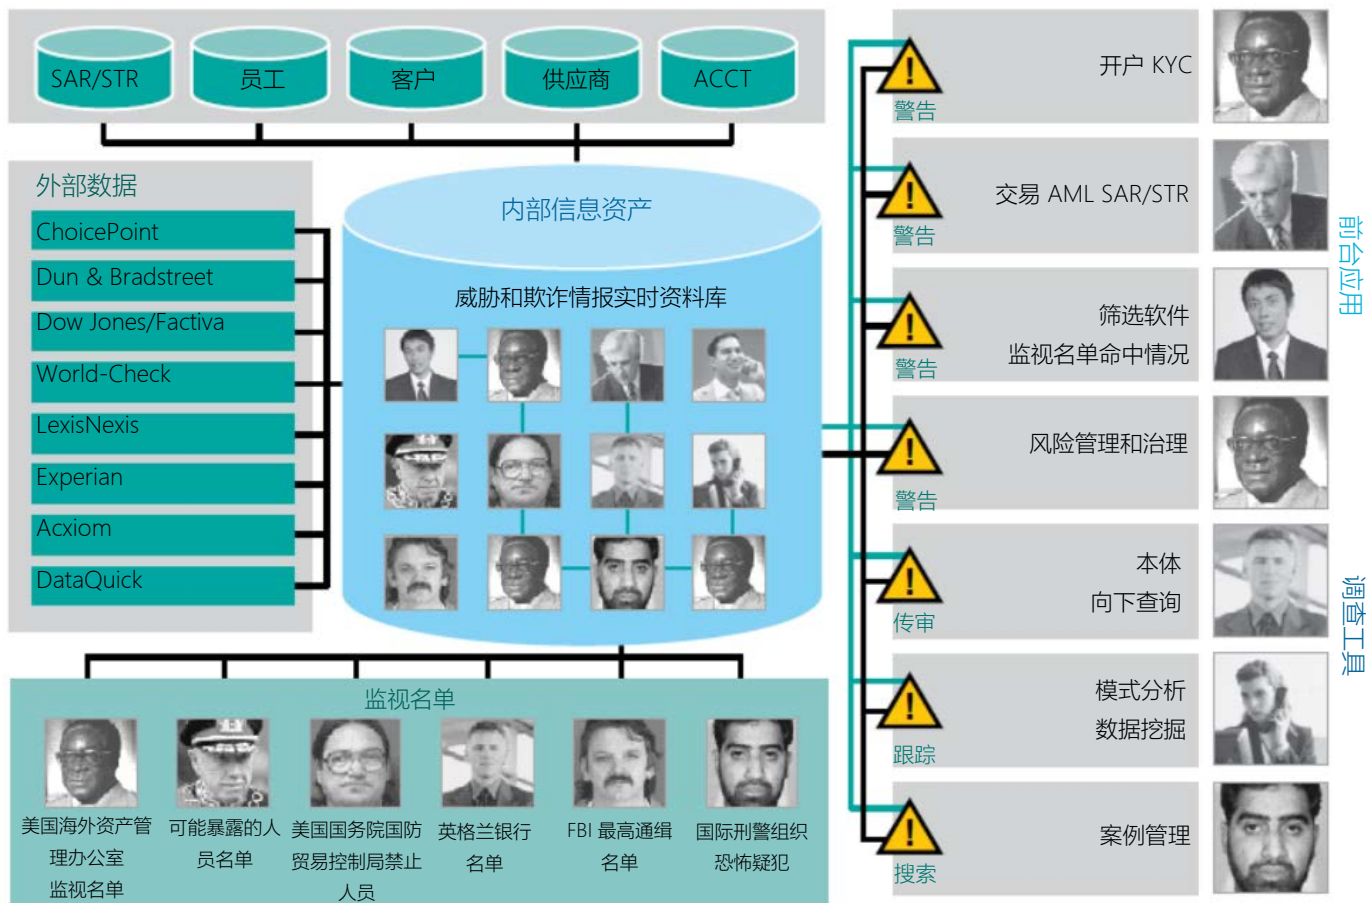 SAR/STR
员工
客户
供应商
ACCT
外部数据
ChoicePoint
Dun & Bradstreet
Dow Jones/Factiva
World-Check
LexisNexis
Experian
Acxiom
DataQuick
内部信息资产
威胁和欺诈情报实时资料库
监视名单
美国海外资产管
理办公室
监视名单
可能暴露的人
员名单
美国国务院国防
贸易控制局禁止
人员
英格兰银行
名单
FBI 最高通缉
名单
国际刑警组织
恐怖疑犯
警告
开户 KYC
警告
交易 AML SAR/STR
警告
筛选软件
监视名单命中情况
警告
风险管理和治理
传审
本体
向下查询
跟踪
模式分析
数据挖掘
搜索
案例管理
前台应用
调查工具